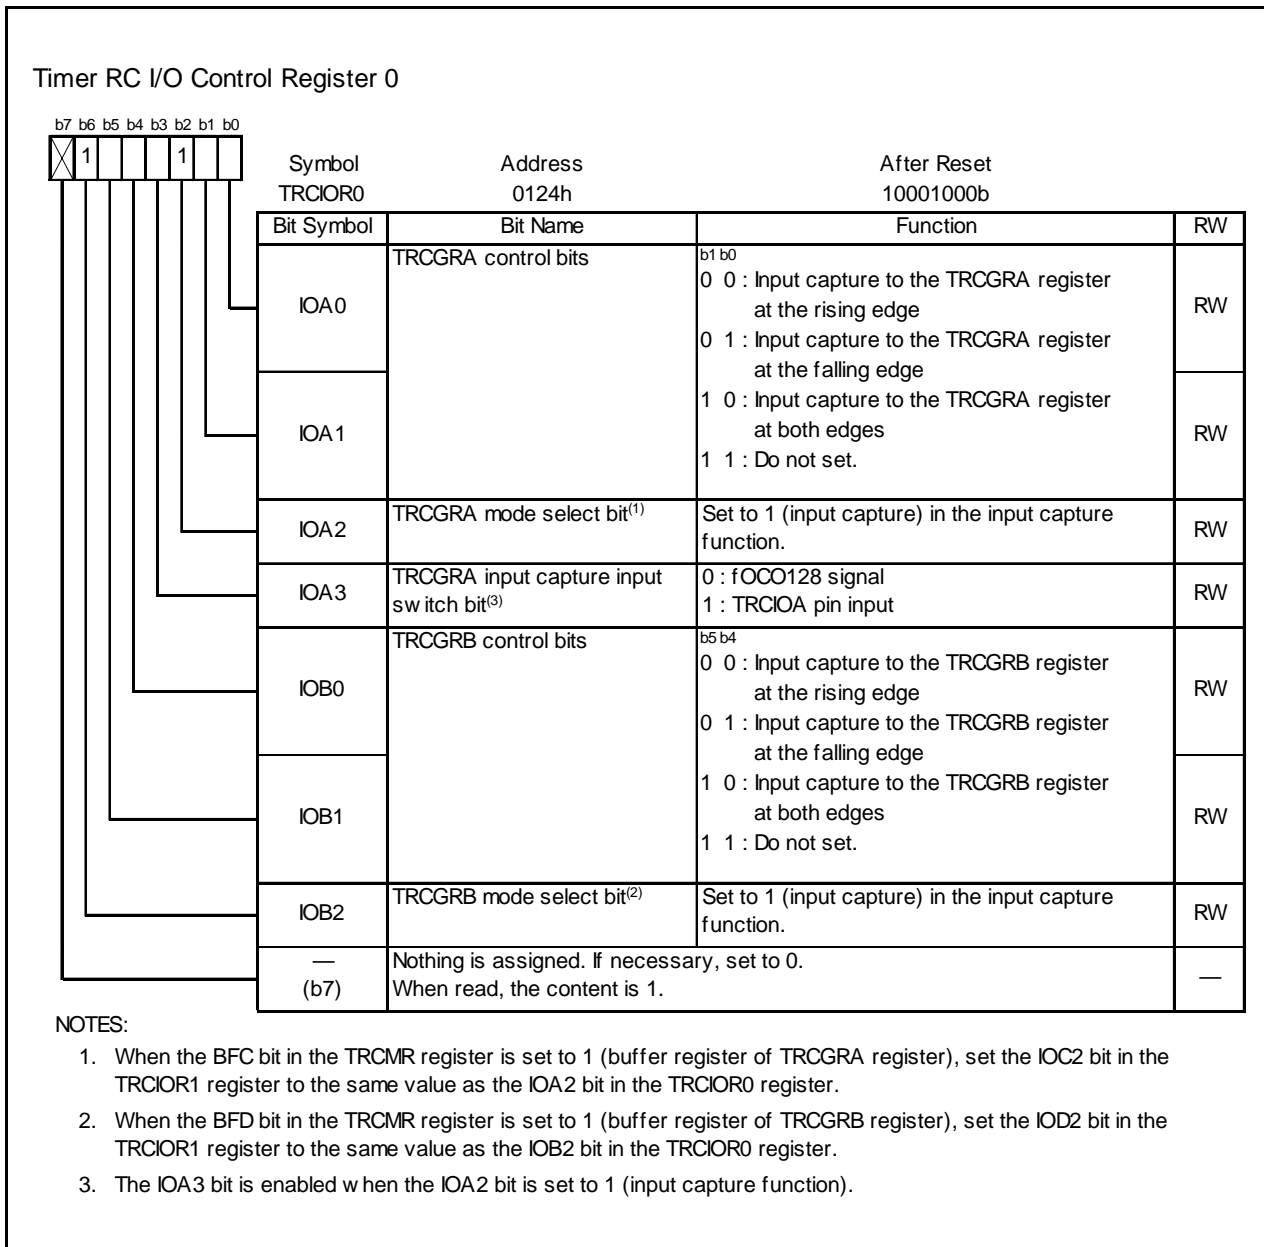 Timer RC I/O Control Register 0
b7 b6 b5 b4 b3 b2 b1 b0
1 1
Symbol Address After Reset
TRCIOR0 0124h 10001000b
Bit Symbol Bit Name Function RW
IOA0 TRCGRA control bits b1 b0
0 0 : Input capture to the TRCGRA register
at the rising edge RW
0 1 : Input capture to the TRCGRA register
at the falling edge
IOA1 1 0 : Input capture to the TRCGRA register
at both edges RW
1 1 : Do not set.
IOA2 TRCGRA mode select bit(1) Set to 1 (input capture) in the input capture
function. RW
IOA3 TRCGRA input capture input 0 : fOCO128 signal
switch bit(3) 1 : TRCIOA pin input RW
IOB0 TRCGRB control bits b5 b4
0 0 : Input capture to the TRCGRB register
at the rising edge RW
0 1 : Input capture to the TRCGRB register
at the falling edge
IOB1 1 0 : Input capture to the TRCGRB register
at both edges RW
1 1 : Do not set.
IOB2 TRCGRB mode select bit(2) Set to 1 (input capture) in the input capture
function. RW
— Nothing is assigned. If necessary, set to 0.
(b7) When read, the content is 1. —
NOTES:
1. When the BFC bit in the TRCMR register is set to 1 (buffer register of TRCGRA register), set the IOC2 bit in the
TRCIOR1 register to the same value as the IOA2 bit in the TRCIOR0 register.
2. When the BFD bit in the TRCMR register is set to 1 (buffer register of TRCGRB register), set the IOD2 bit in the
TRCIOR1 register to the same value as the IOB2 bit in the TRCIOR0 register.
3. The IOA3 bit is enabled when the IOA2 bit is set to 1 (input capture function).